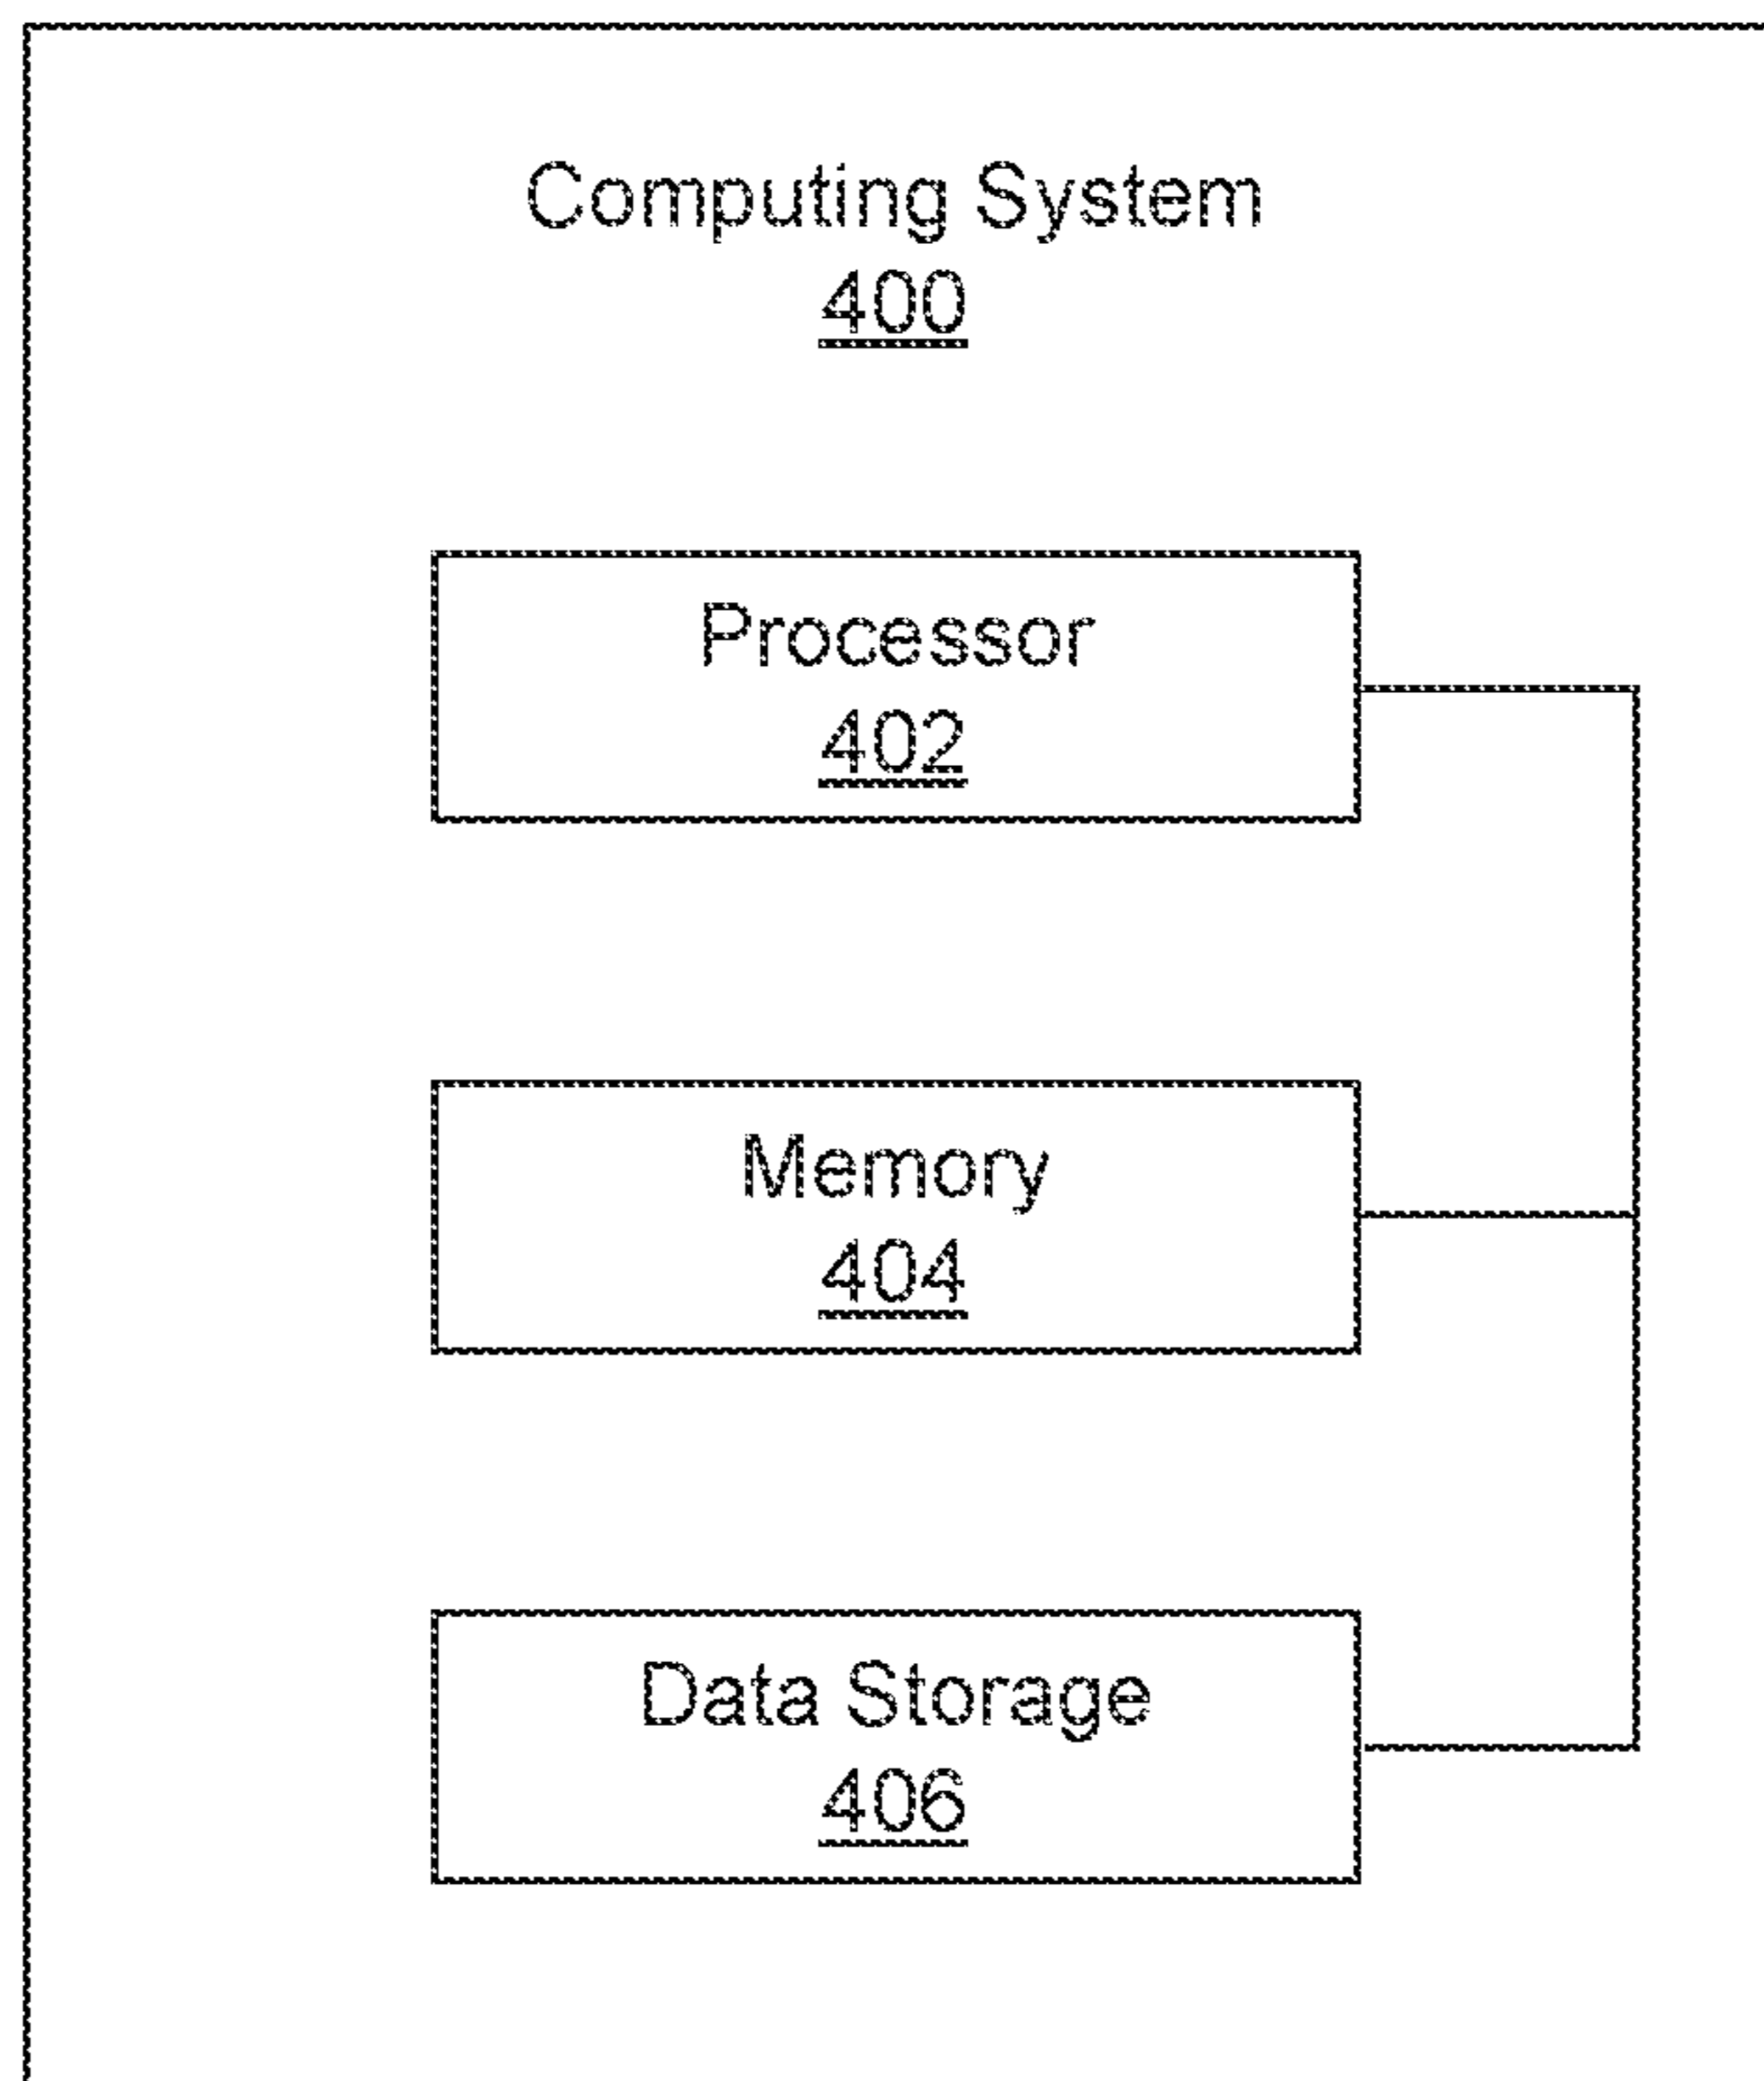 Computing System
400
Processor
402
Memory
404
Data Storage
406